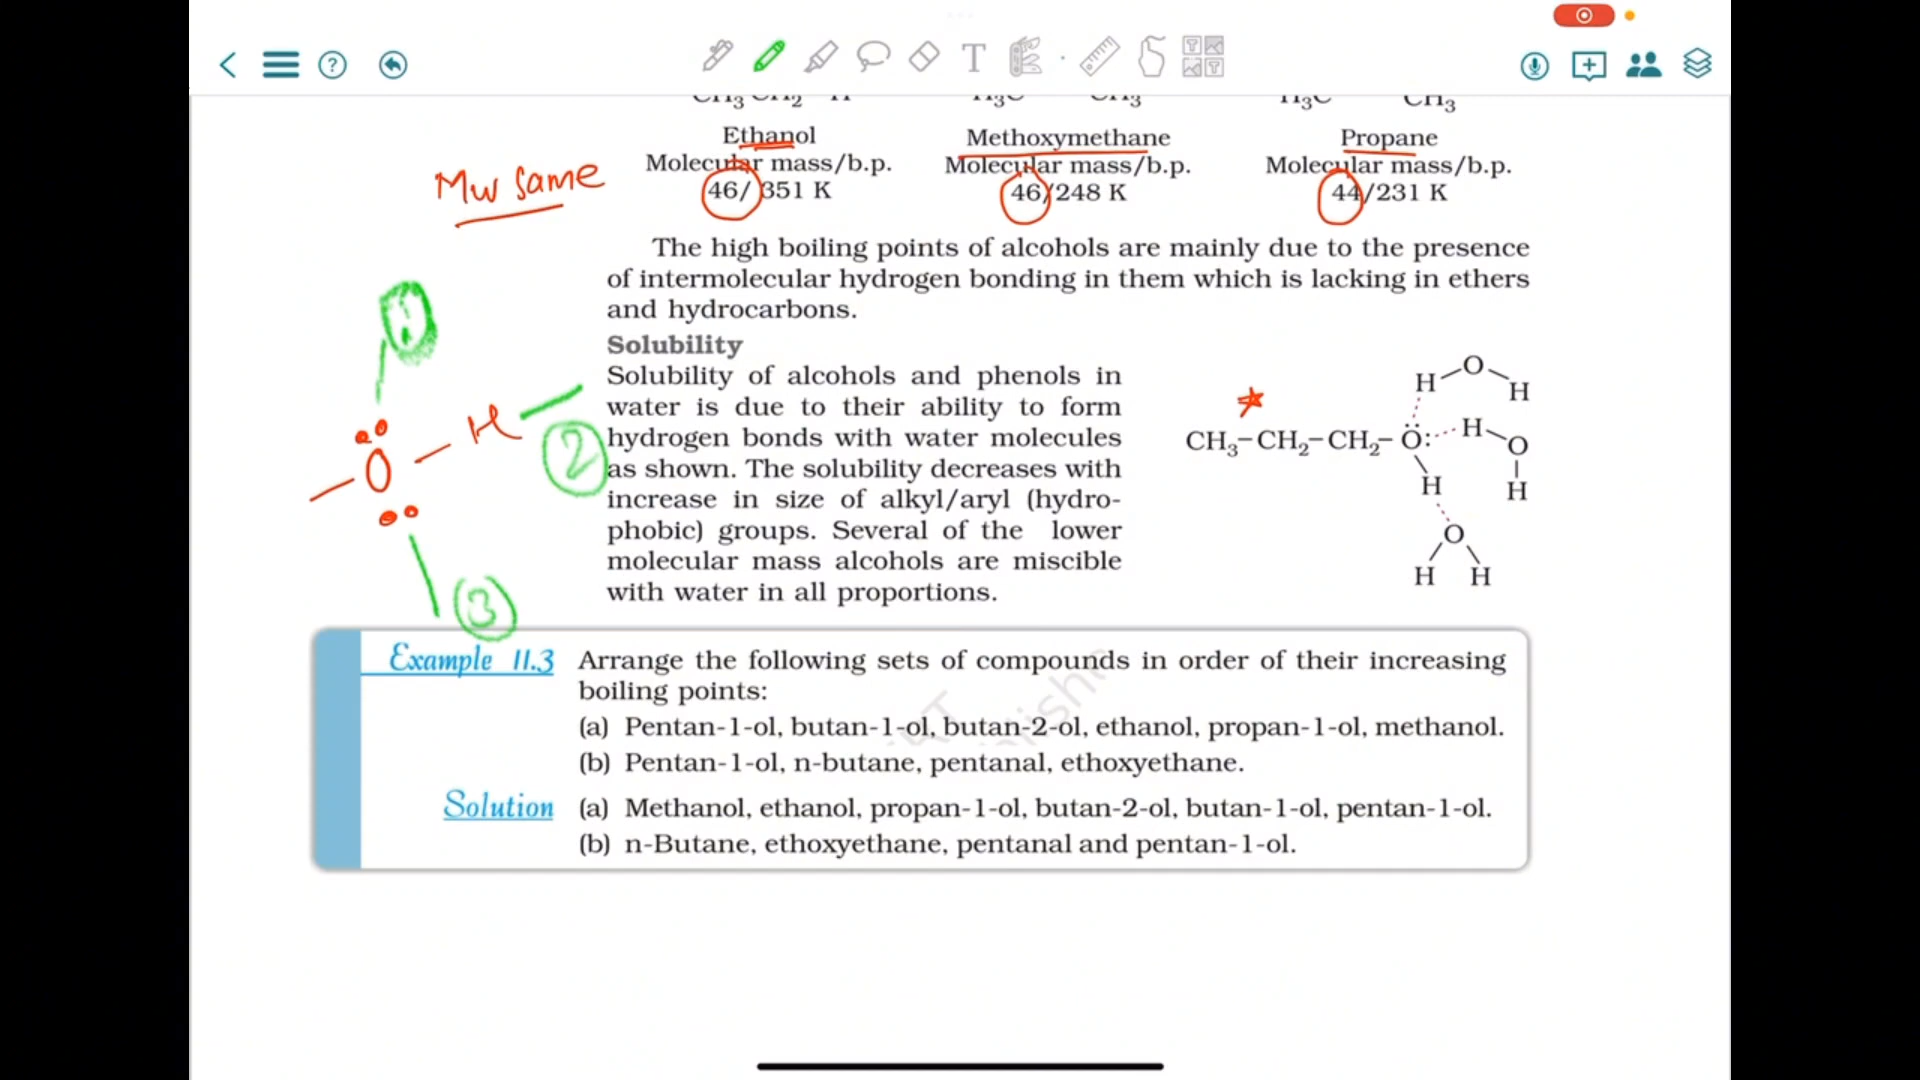 CH3 CH2 H
H3C CH3
H3C CH3
Ethanol
Molecular mass/b.p.
46/ 351 K
Methoxymethane
Molecular mass/b.p.
46/248 K
Propane
Molecular mass/b.p.
44/231 K
Mw Same
The high boiling points of alcohols are mainly due to the presence
of intermolecular hydrogen bonding in them which is lacking in ethers
and hydrocarbons.
Solubility
Solubility of alcohols and phenols in
water is due to their ability to form
hydrogen bonds with water molecules
as shown. The solubility decreases with
increase in size of alkyl/aryl (hydro-
phobic) groups. Several of the lower
molecular mass alcohols are miscible
with water in all proportions.
1
O H
2
3
H O H
CH3–CH2–CH2–O: H
O
H H
O
H H
Example 11.3 Arrange the following sets of compounds in order of their increasing
boiling points:
(a) Pentan-1-ol, butan-1-ol, butan-2-ol, ethanol, propan-1-ol, methanol.
(b) Pentan-1-ol, n-butane, pentanal, ethoxyethane.
Solution (a) Methanol, ethanol, propan-1-ol, butan-2-ol, butan-1-ol, pentan-1-ol.
(b) n-Butane, ethoxyethane, pentanal and pentan-1-ol.